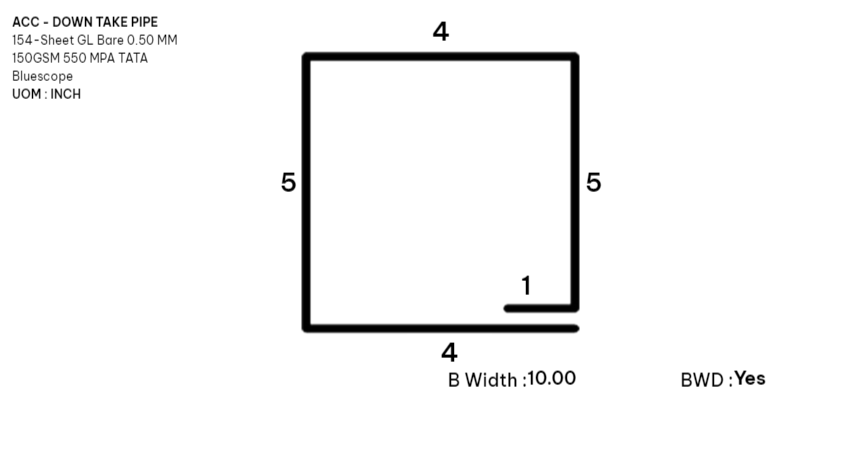 ACC - DOWN TAKE PIPE
154-Sheet GL Bare 0.50 MM
150GSM 550 MPA TATA
Bluescope
UOM : INCH
4
5
5
1
4
B Width :10.00
BWD :Yes